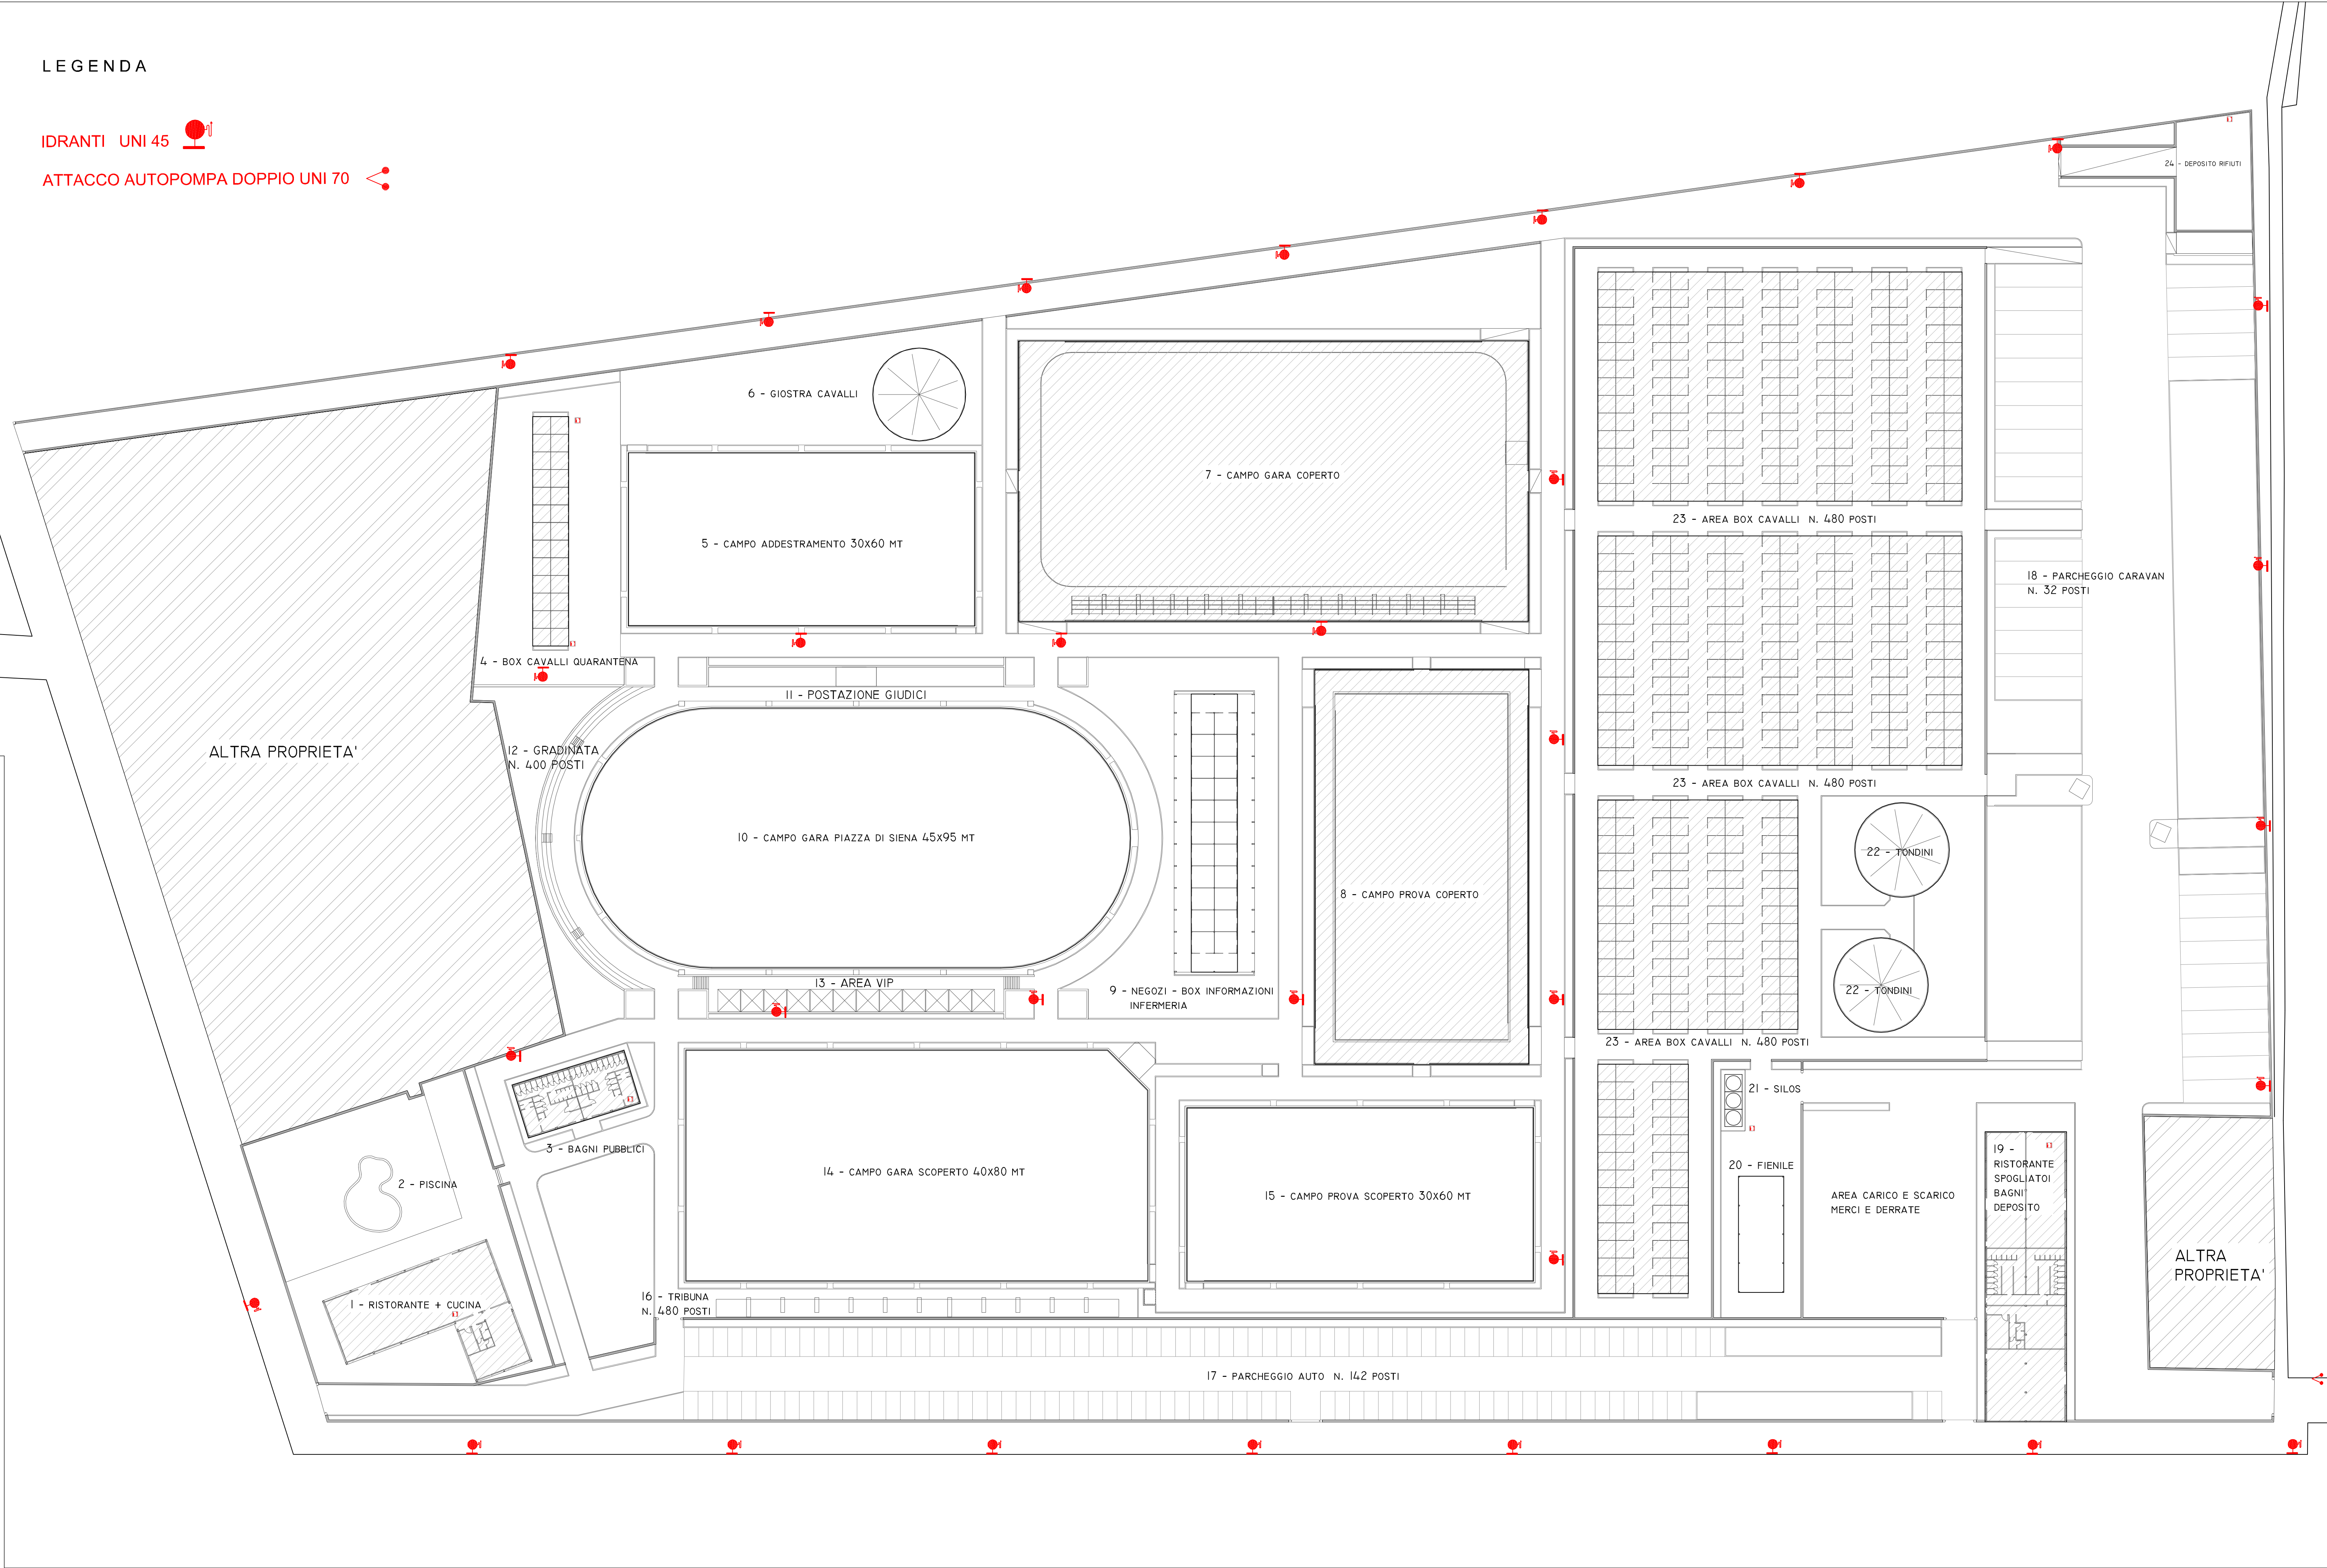 LEGENDA
IDRANTI UNI 45
ATTACCO AUTOPOMPA DOPPIO UNI 70
24 - DEPOSITO RIFIUTI
6 - GIOSTRA CAVALLI
7 - CAMPO GARA COPERTO
5 - CAMPO ADDESTRAMENTO 30X60 MT
23 - AREA BOX CAVALLI N. 480 POSTI
18 - PARCHEGGIO CARAVAN
N. 32 POSTI
4 - BOX CAVALLI QUARANTENA
11 - POSTAZIONE GIUDICI
ALTRA PROPRIETA'
12 - GRADINATA
N. 400 POSTI
10 - CAMPO GARA PIAZZA DI SIENA 45X95 MT
23 - AREA BOX CAVALLI N. 480 POSTI
22 - TONDINI
8 - CAMPO PROVA COPERTO
13 - AREA VIP
9 - NEGOZI - BOX INFORMAZIONI
INFERMERIA
22 - TONDINI
23 - AREA BOX CAVALLI N. 480 POSTI
21 - SILOS
3 - BAGNI PUBBLICI
2 - PISCINA
14 - CAMPO GARA SCOPERTO 40X80 MT
15 - CAMPO PROVA SCOPERTO 30X60 MT
20 - FIENILE
AREA CARICO E SCARICO
MERCI E DERRATE
19 -
RISTORANTE
SPOGLIATOI
BAGNI
DEPOSITO
ALTRA
PROPRIETA'
1 - RISTORANTE + CUCINA
16 - TRIBUNA
N. 480 POSTI
17 - PARCHEGGIO AUTO N. 142 POSTI